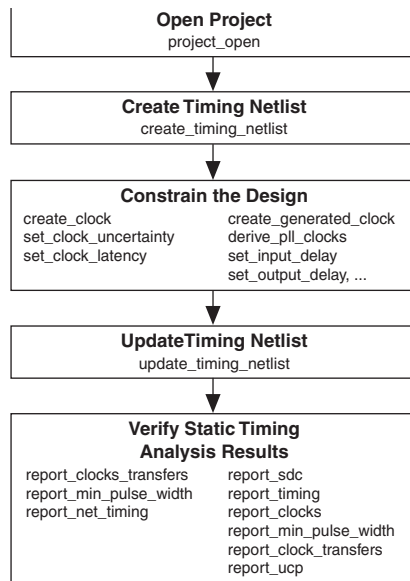 Open Project
project_open
Create Timing Netlist
create_timing_netlist
Constrain the Design
create_clock
set_clock_uncertainty
set_clock_latency
create_generated_clock
derive_pll_clocks
set_input_delay
set_output_delay, ...
UpdateTiming Netlist
update_timing_netlist
Verify Static Timing
Analysis Results
report_clocks_transfers
report_min_pulse_width
report_net_timing
report_sdc
report_timing
report_clocks
report_min_pulse_width
report_clock_transfers
report_ucp